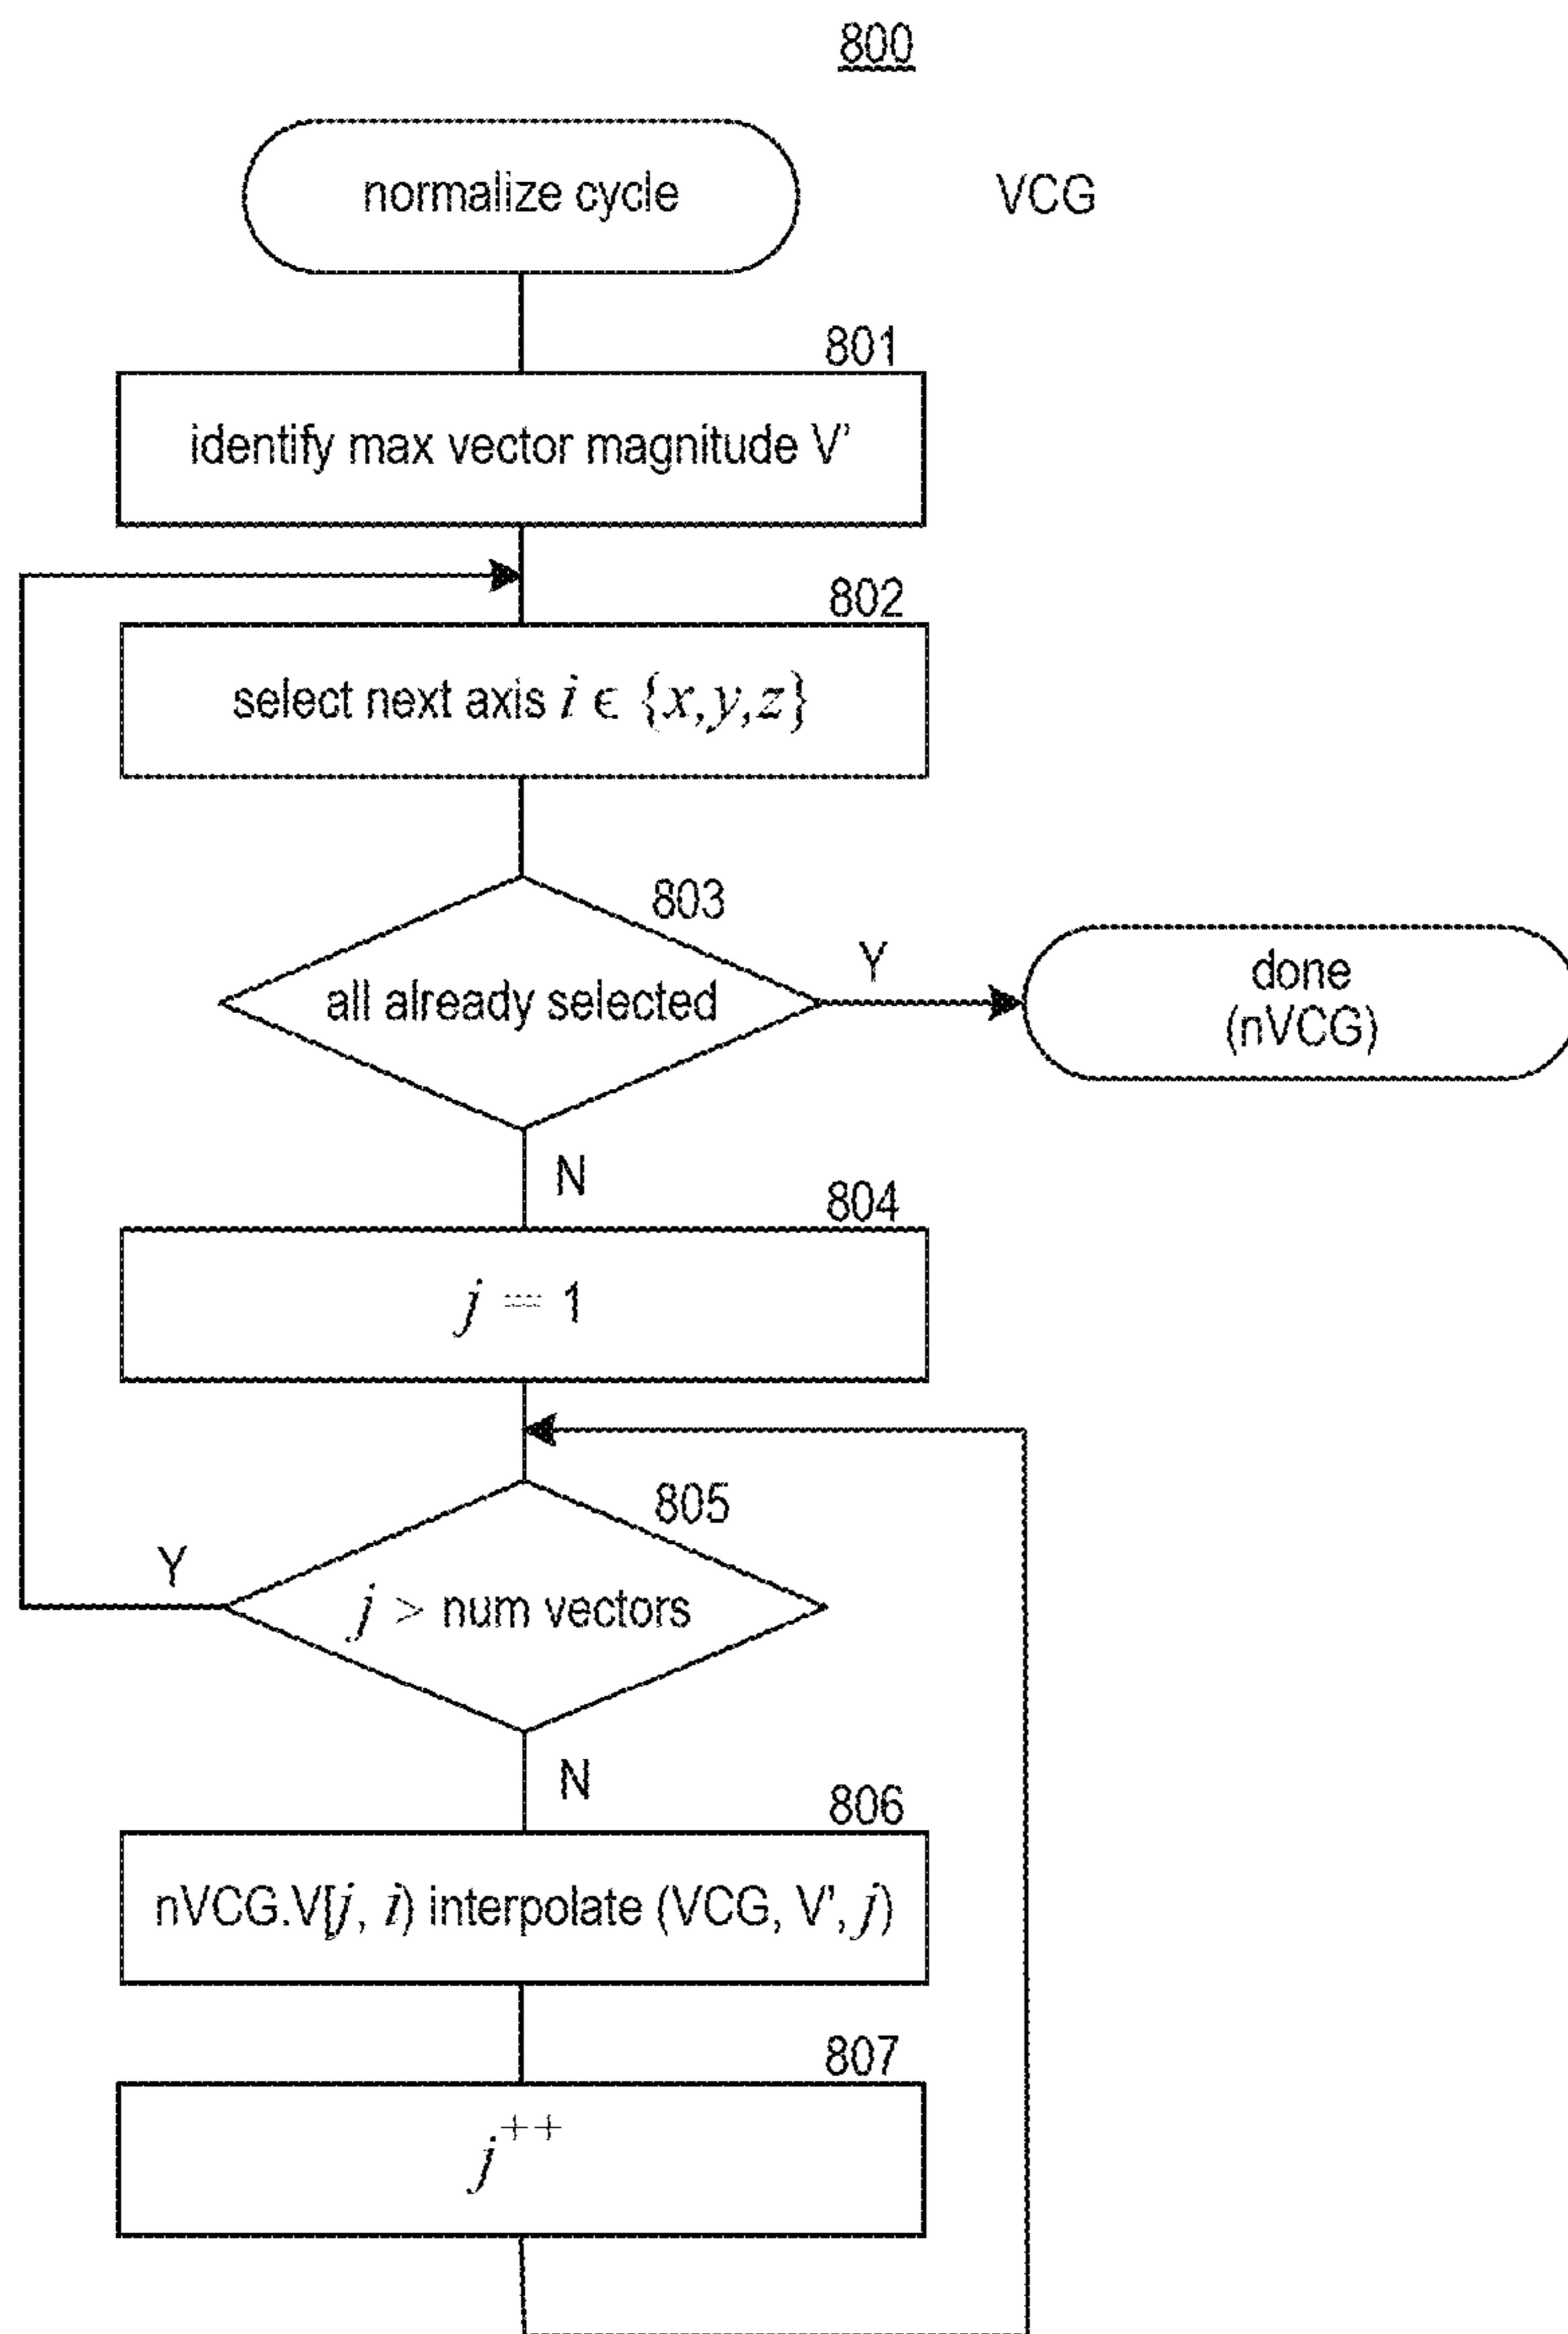 800
normalize cycle
VCG
801
identify max vector magnitude V'
802
select next axis i ϵ {x,y,z}
803
all already selected
Y
done
(nVCG)
N
804
j = 1
805
Y
j > num vectors
N
806
nVCG.V[j, i) interpolate (VCG, V', j)
807
j++